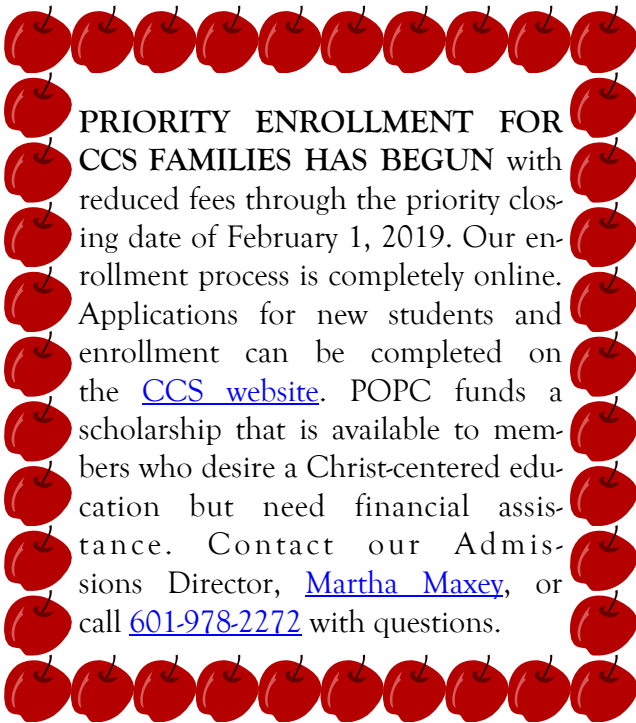 PRIORITY ENROLLMENT FOR
CCS FAMILIES HAS BEGUN with
reduced fees through the priority clos-
ing date of February 1, 2019. Our en-
rollment process is completely online.
Applications for new students and
enrollment can be completed on
the CCS website. POPC funds a
scholarship that is available to mem-
bers who desire a Christ-centered edu-
cation but need financial assis-
tance. Contact our Admis-
sions Director, Martha Maxey, or
call 601-978-2272 with questions.